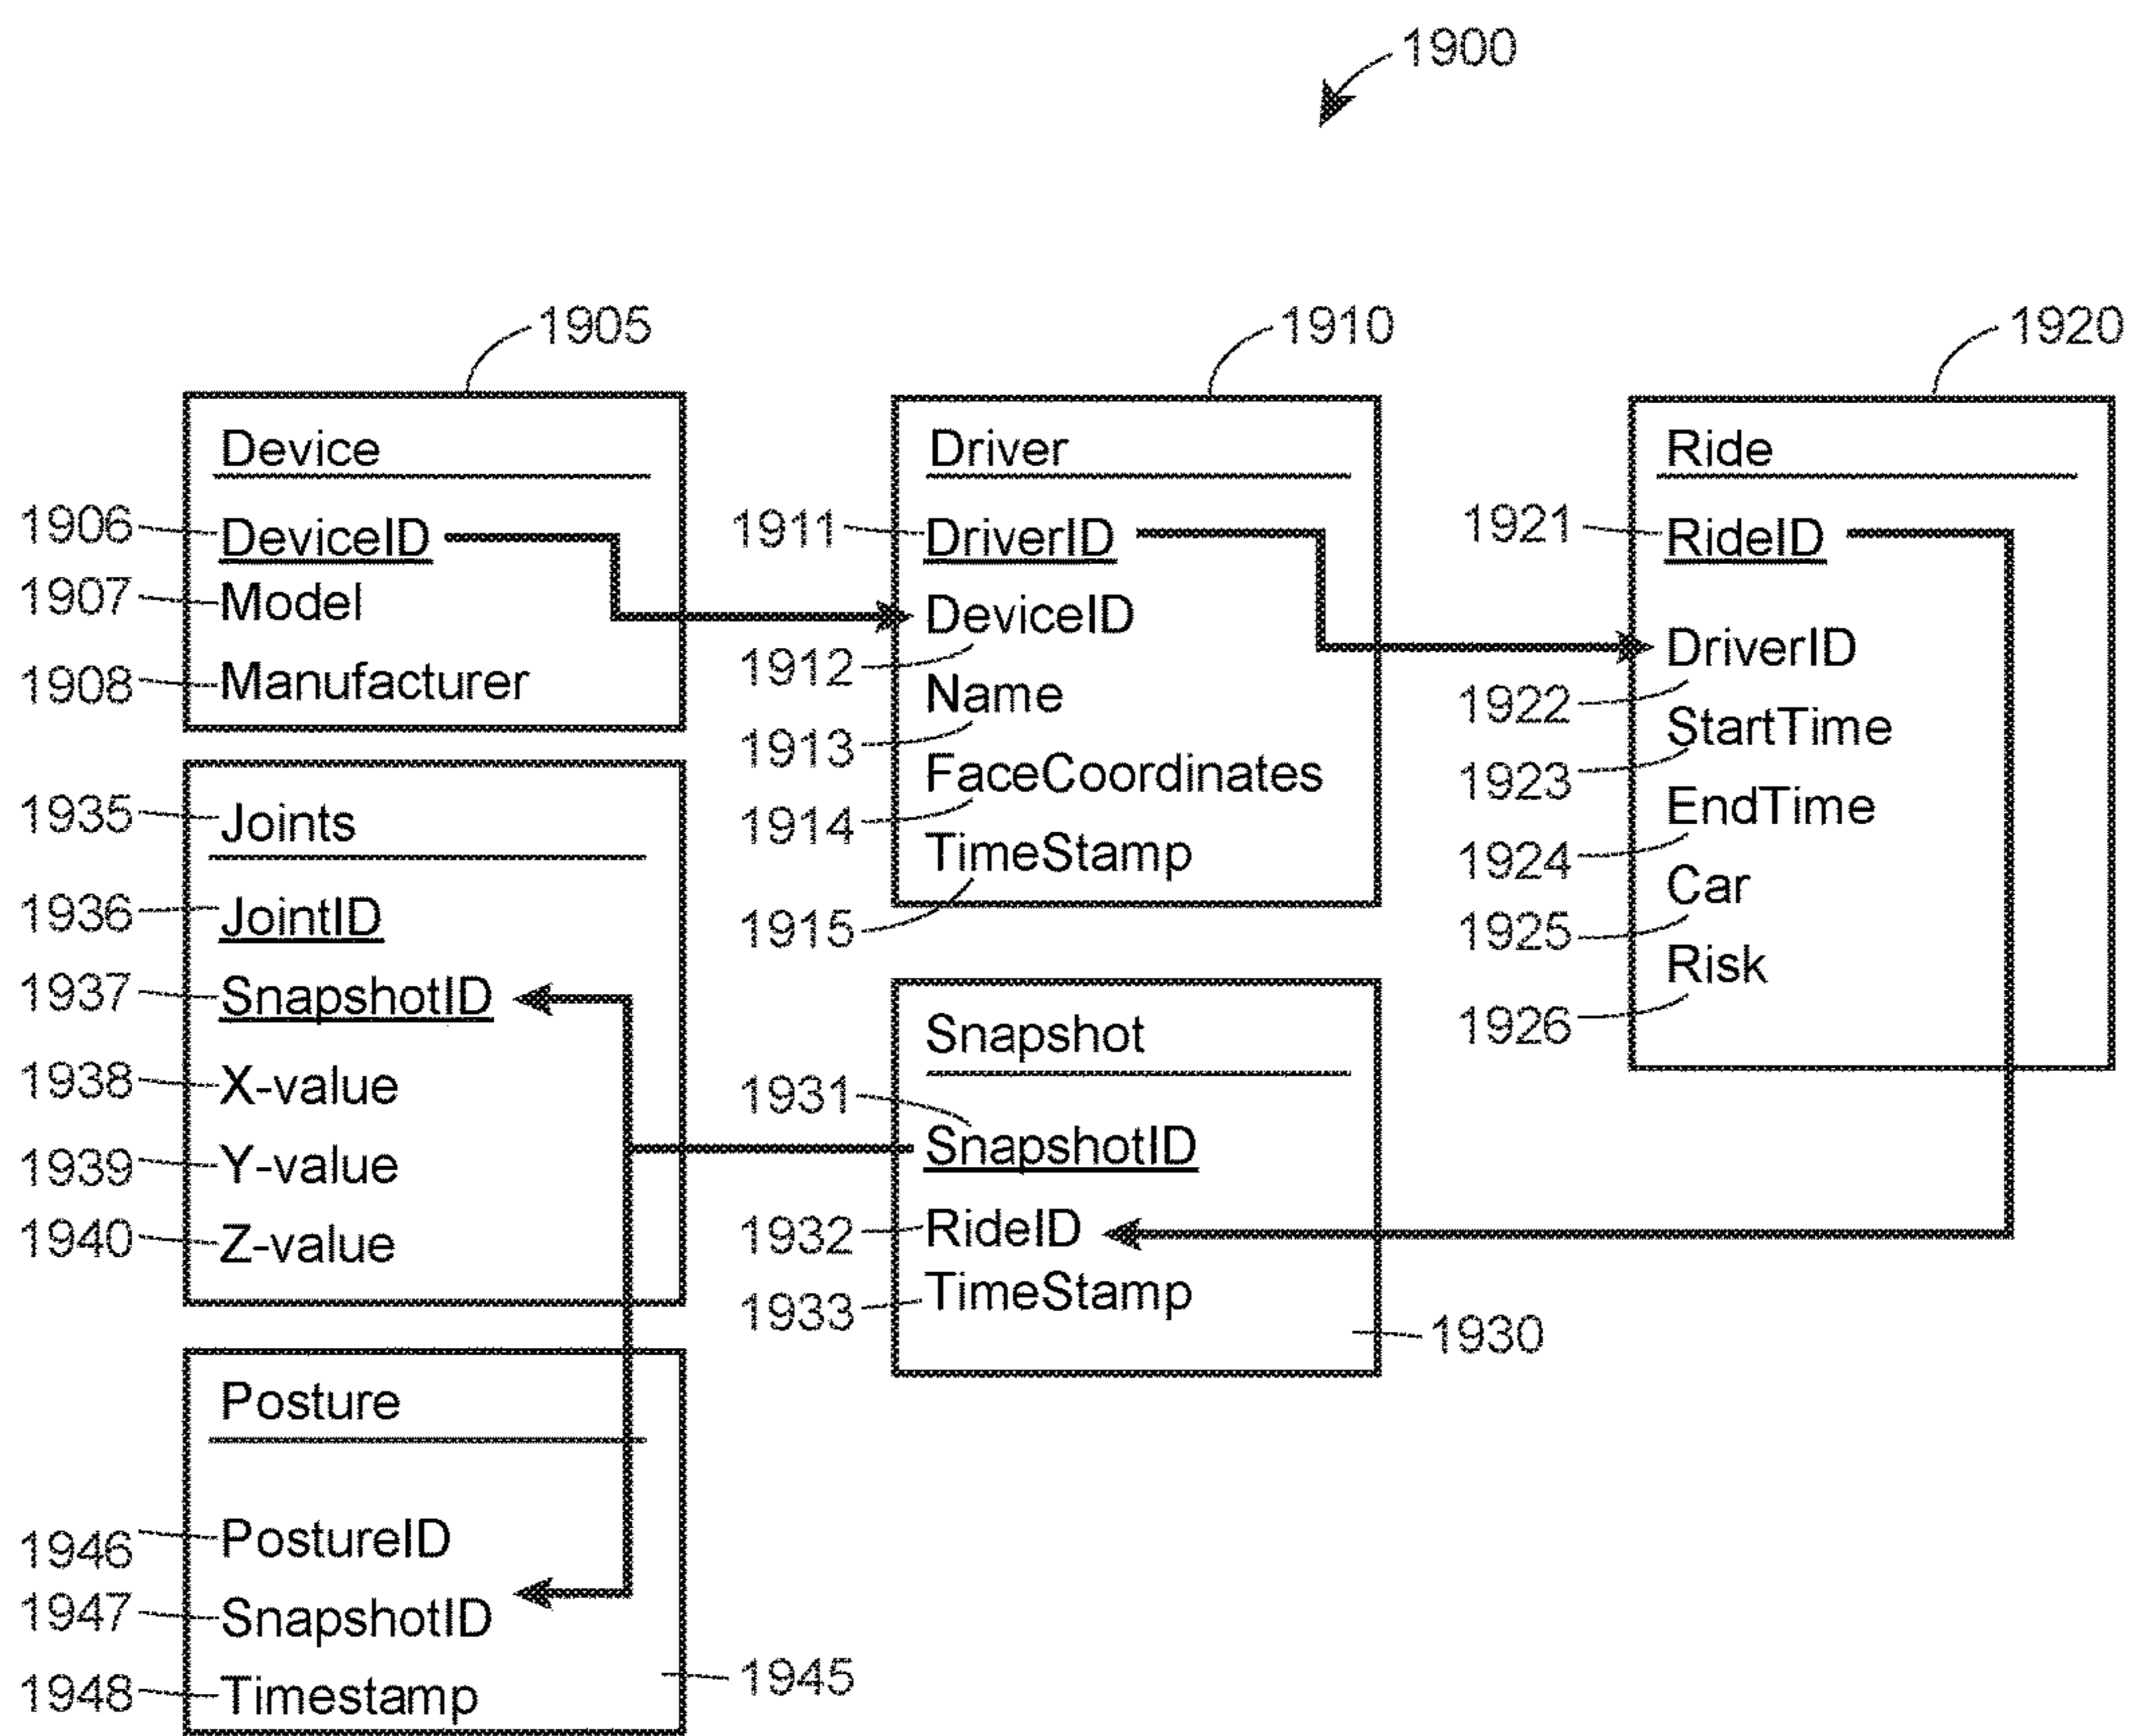 1900
1905
Device
1906 DeviceID
1907 Model
1908 Manufacturer
1910
Driver
1911 DriverID
DeviceID
1912
Name
1913
FaceCoordinates
1914
TimeStamp
1915
1920
Ride
1921 RideID
DriverID
1922
StartTime
1923
EndTime
1924
Car
1925
Risk
1926
1935 Joints
1936 JointID
1937 SnapshotID
1938 X-value
1939 Y-value
1940 Z-value
Snapshot
1931
SnapshotID
1932 RideID
1933 TimeStamp
1930
Posture
1946 PostureID
1947 SnapshotID
1948 Timestamp
1945